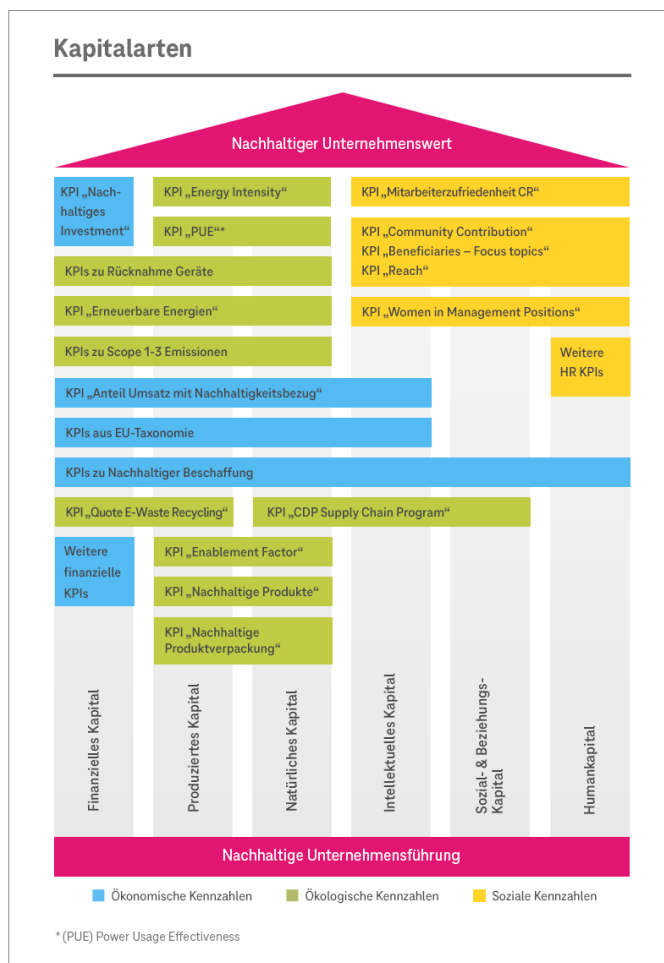 Kapitalarten
Nachhaltiger Unternehmenswert
KPI „Nach-
haltiges
Investment“
KPI „Energy Intensity“
KPI „Mitarbeiterzufriedenheit CR“
KPI „PUE“*
KPI „Community Contribution“
KPI „Beneficiaries – Focus topics“
KPI „Reach“
KPIs zu Rücknahme Geräte
KPI „Erneuerbare Energien“
KPI „Women in Management Positions“
KPIs zu Scope 1-3 Emissionen
Weitere
HR KPIs
KPI „Anteil Umsatz mit Nachhaltigkeitsbezug“
KPIs aus EU-Taxonomie
KPIs zu Nachhaltiger Beschaffung
KPI „Quote E-Waste Recycling“
KPI „CDP Supply Chain Program“
Weitere
finanzielle
KPIs
KPI „Enablement Factor“
KPI „Nachhaltige Produkte“
KPI „Nachhaltige
Produktverpackung“
Finanzielles Kapital
Produziertes Kapital
Natürliches Kapital
Intellektuelles Kapital
Sozial- & Beziehungs-
Kapital
Humankapital
Nachhaltige Unternehmensführung
Ökonomische Kennzahlen
Ökologische Kennzahlen
Soziale Kennzahlen
* (PUE) Power Usage Effectiveness